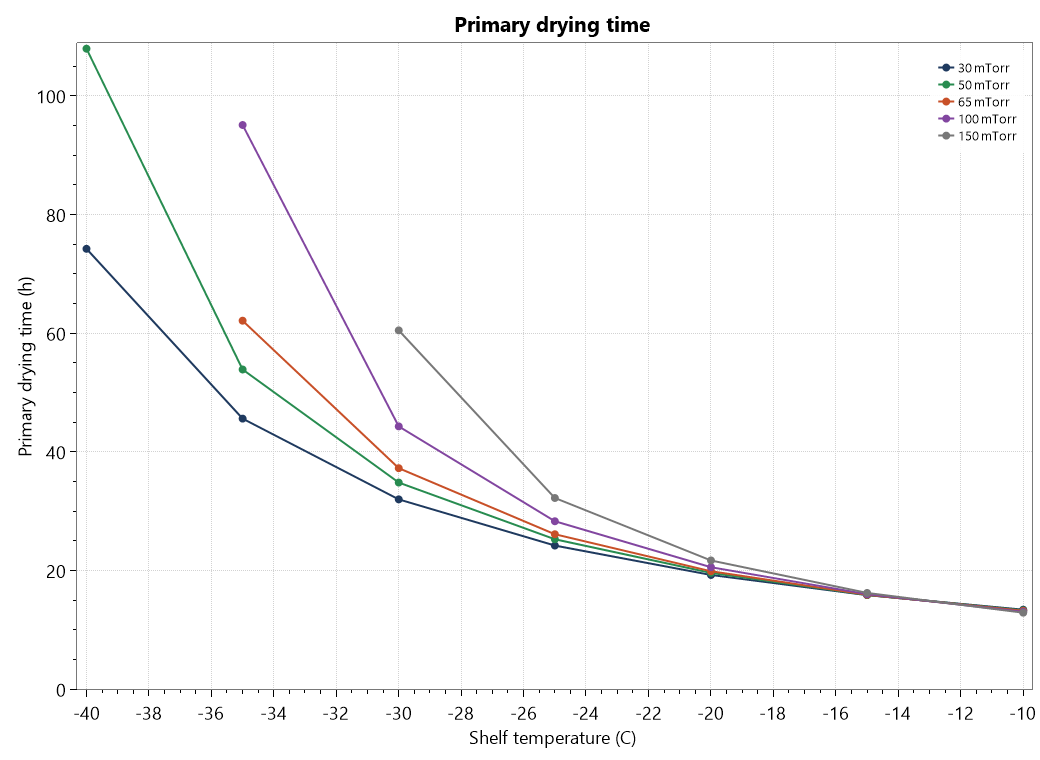 Primary drying time
30 mTorr
50 mTorr
65 mTorr
100 mTorr
150 mTorr
100
80
60
40
20
0
Primary drying time (h)
-40 -38 -36 -34 -32 -30 -28 -26 -24 -22 -20 -18 -16 -14 -12 -10
Shelf temperature (C)